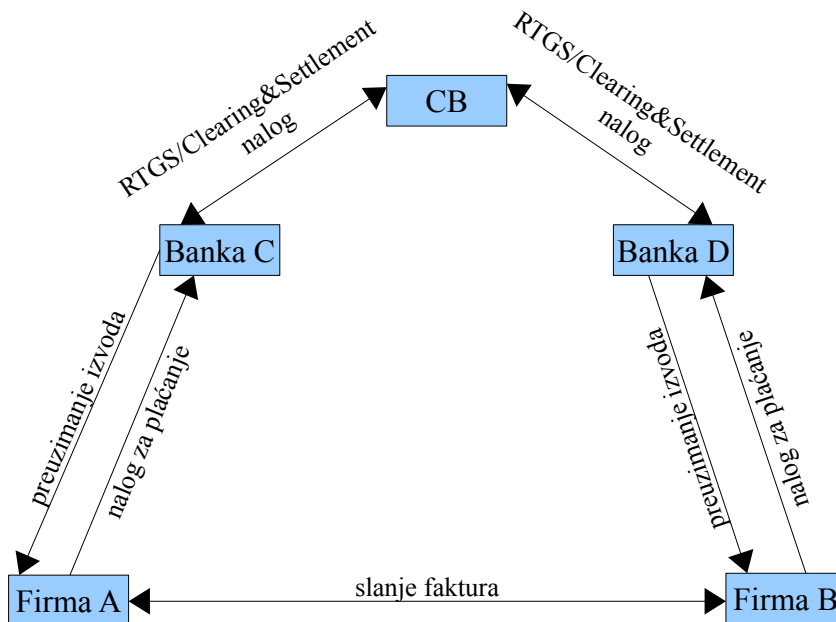 RTGS/Clearing&Settlement
nalog
CB
RTGS/Clearing&Settlement
nalog
Banka C
Banka D
preuzimanje izvoda
nalog za plaćanje
preuzimanje izvoda
nalog za plaćanje
Firma A
slanje faktura
Firma B